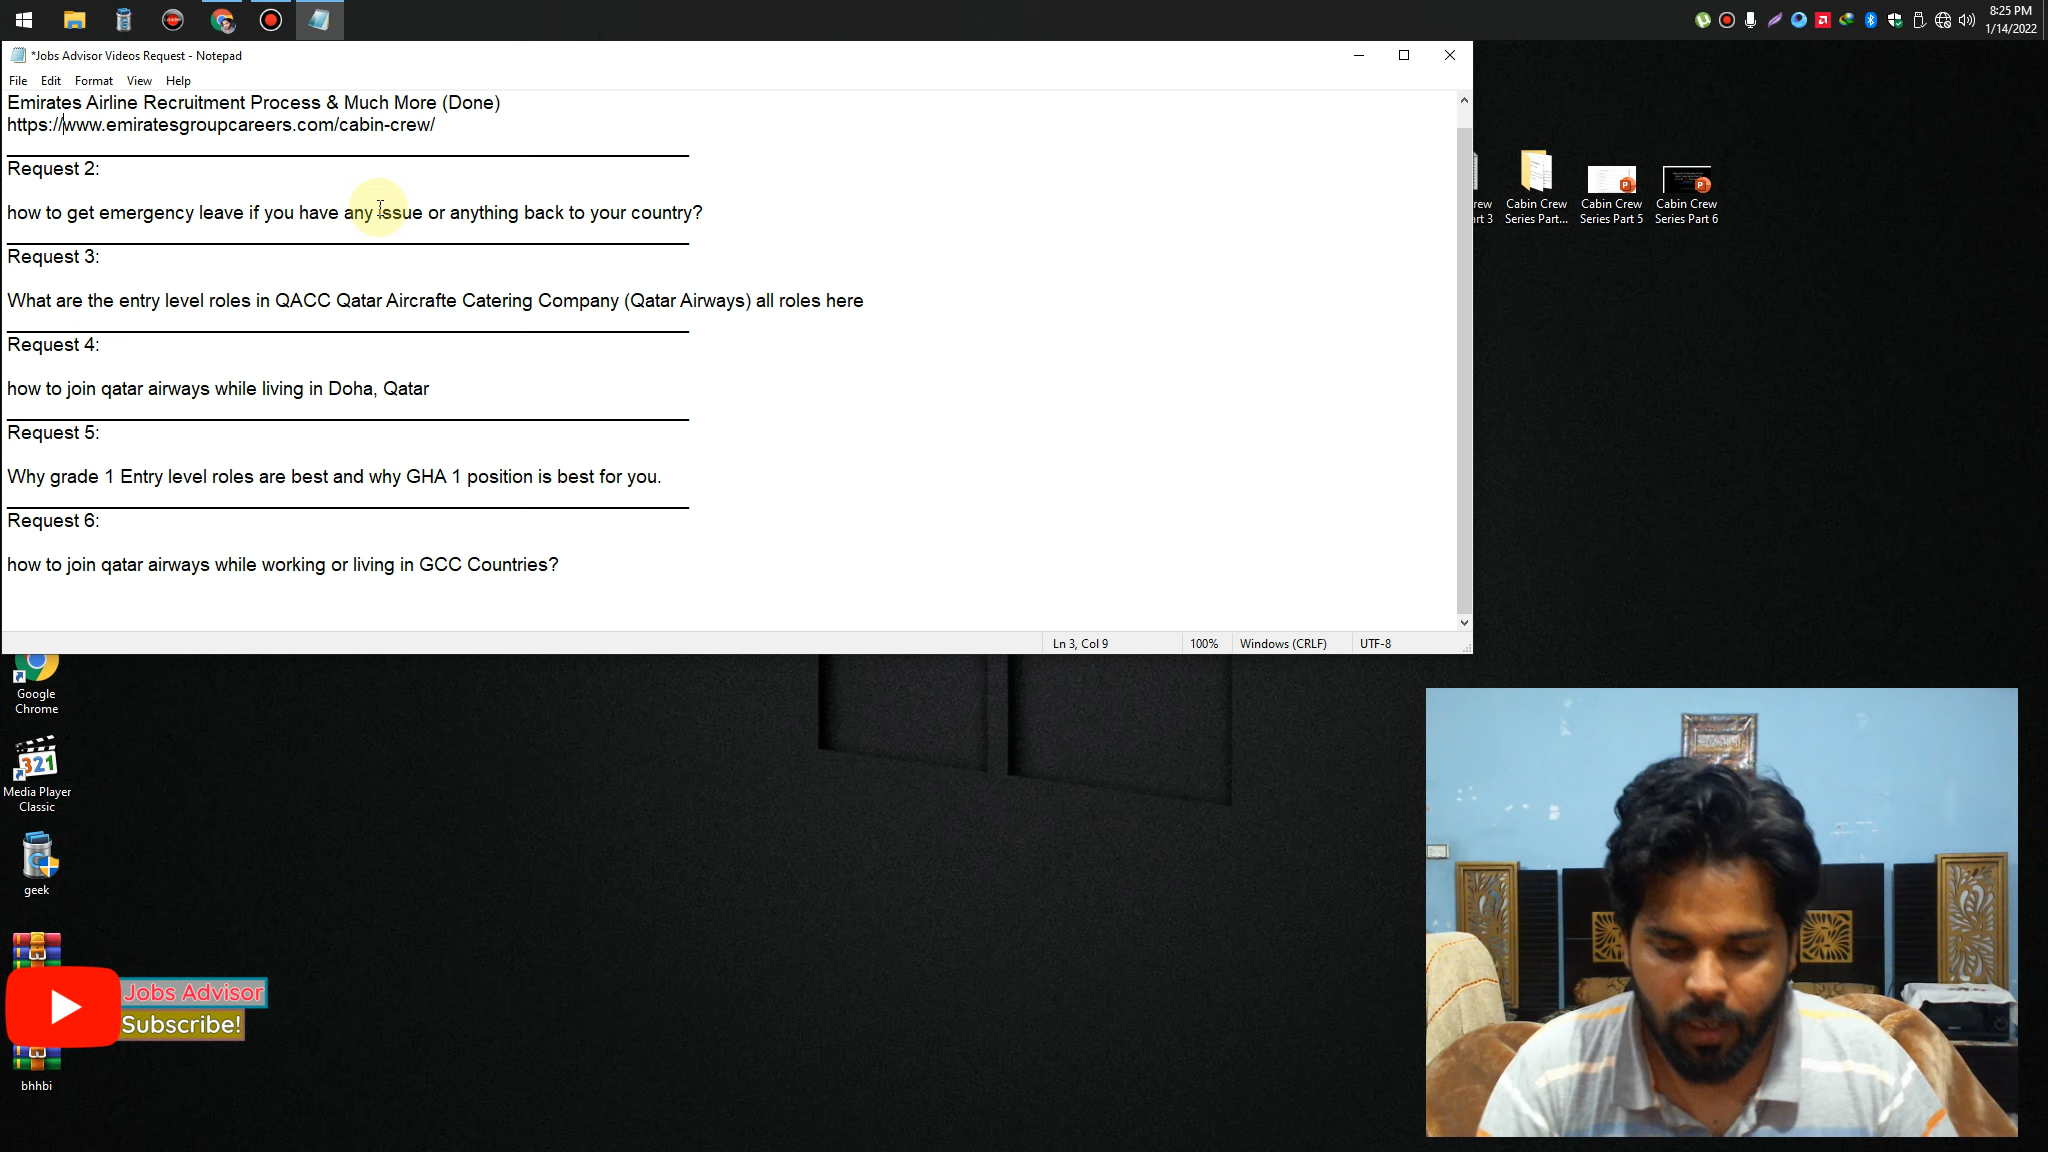 8:25 PM
1/14/2022
*Jobs Advisor Videos Request - Notepad
File Edit Format View Help
Emirates Airline Recruitment Process & Much More (Done)
https://www.emiratesgroupcareers.com/cabin-crew/
Request 2:
how to get emergency leave if you have any issue or anything back to your country?
Request 3:
What are the entry level roles in QACC Qatar Aircrafte Catering Company (Qatar Airways) all roles here
Request 4:
how to join qatar airways while living in Doha, Qatar
Request 5:
Why grade 1 Entry level roles are best and why GHA 1 position is best for you.
Request 6:
how to join qatar airways while working or living in GCC Countries?
Ln 3, Col 9 100% Windows (CRLF) UTF-8
Cabin Crew
Series Part...
Cabin Crew
Series Part 5
Cabin Crew
Series Part 6
Google
Chrome
321
Media Player
Classic
geek
Jobs Advisor
Subscribe!
bhhbi